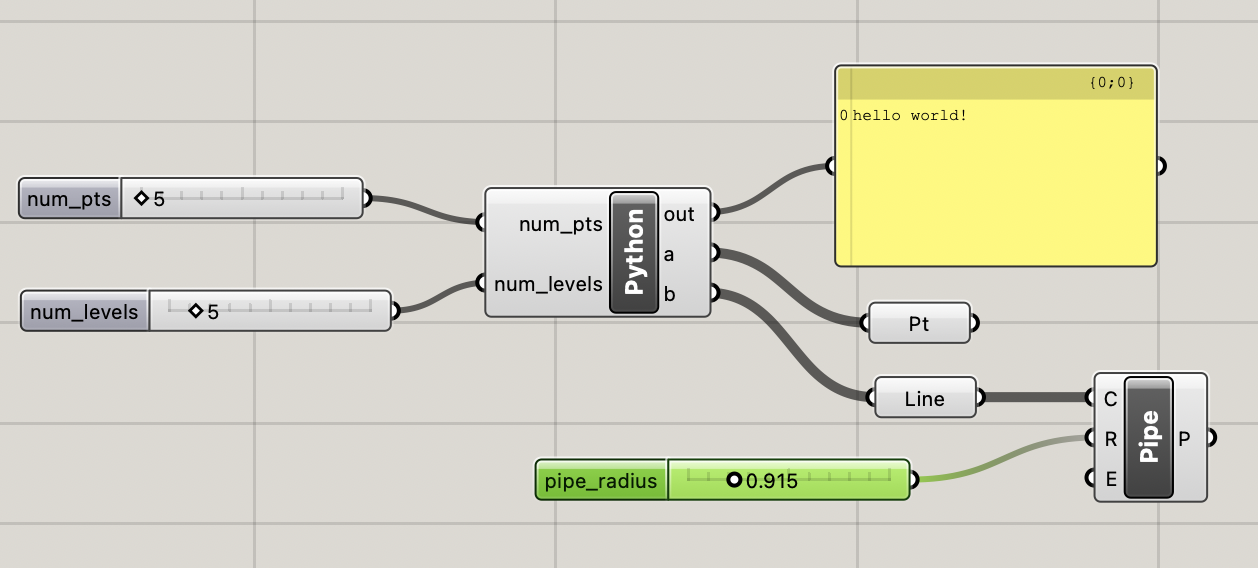 {0;0}
0 hello world!
num_pts 5
num_pts
num_levels
Python
out
a
b
num_levels 5
Pt
Line
C
R
E
Pipe
P
pipe_radius 0.915